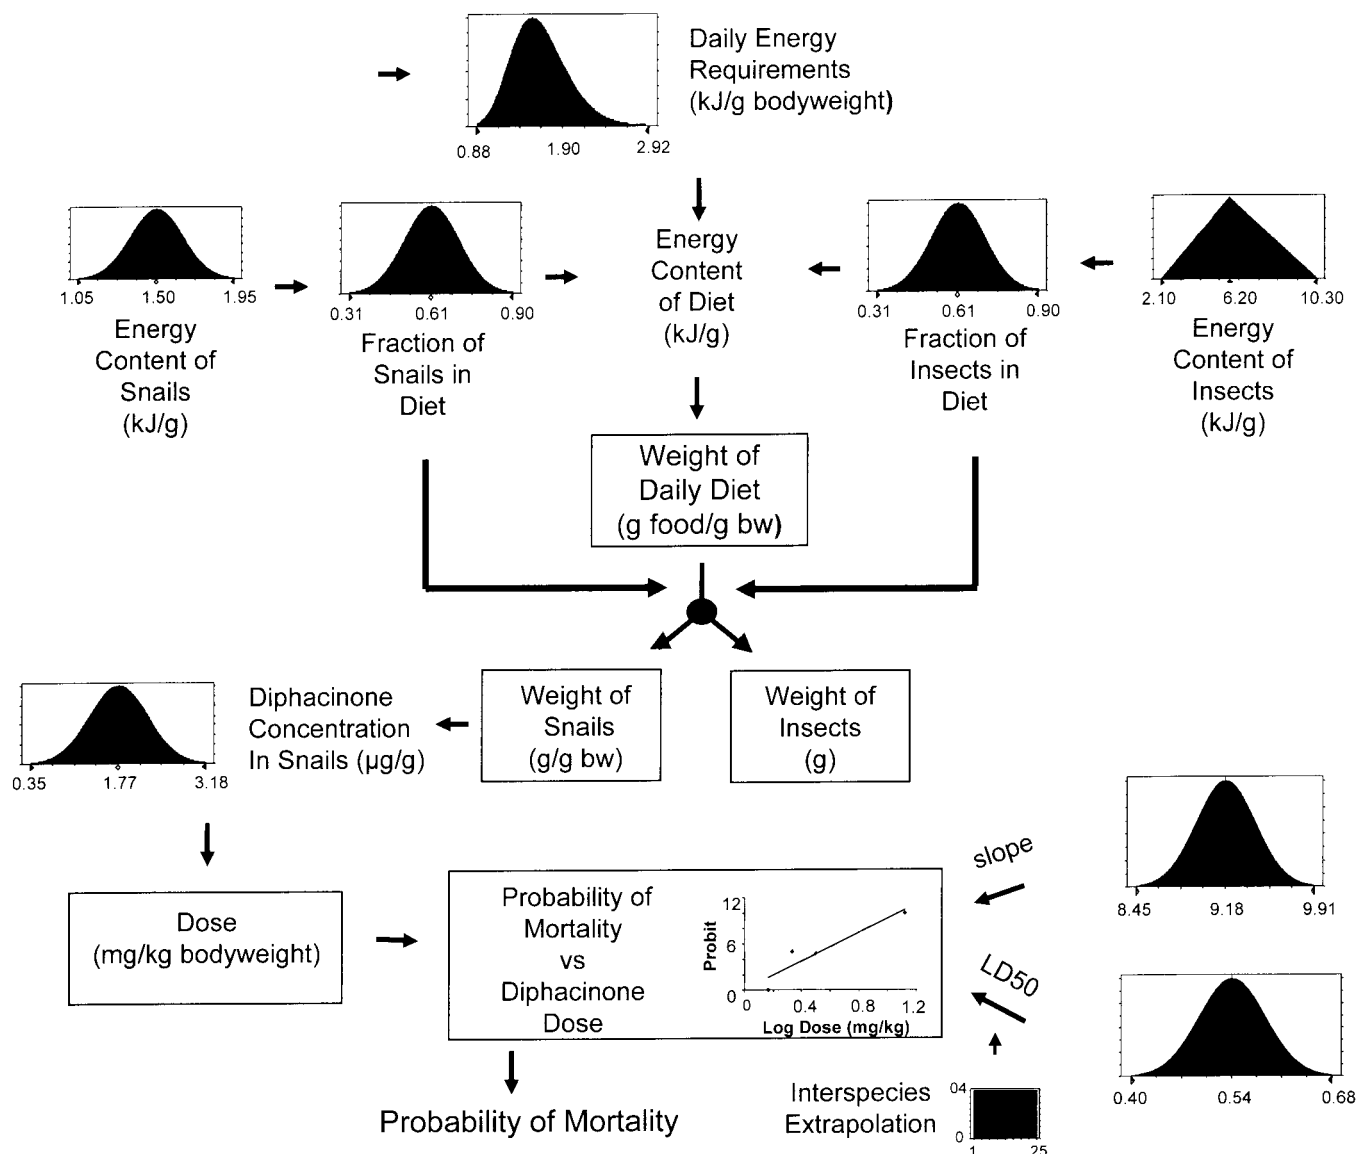 Daily Energy
Requirements
(kJ/g bodyweight)
0.88 1.90 2.92
1.05 1.50 1.95
Energy
Content of
Snails
(kJ/g)
0.31 0.61 0.90
Fraction of
Snails in
Diet
Energy
Content
of Diet
(kJ/g)
0.31 0.61 0.90
Fraction of
Insects in
Diet
2.10 6.20 10.30
Energy
Content of
Insects
(kJ/g)
Weight of
Daily Diet
(g food/g bw)
Diphacinone
Concentration
In Snails (µg/g)
0.35 1.77 3.18
Weight of
Snails
(g/g bw)
Weight of
Insects
(g)
Dose
(mg/kg bodyweight)
Probability of
Mortality
vs
Diphacinone
Dose
Probit
12
6
0
0 0.4 0.8 1.2
Log Dose (mg/kg)
slope
8.45 9.18 9.91
LD50
0.40 0.54 0.68
Interspecies
Extrapolation
04
0
1 25
Probability of Mortality